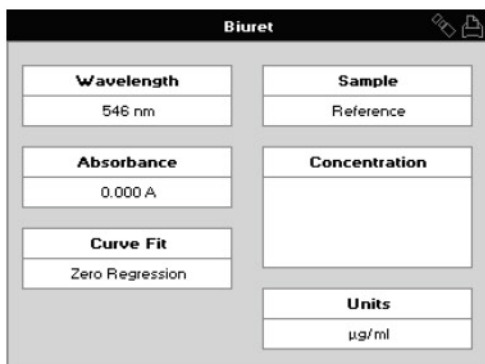 Biuret
Wavelength
546 nm
Absorbance
0.000 A
Curve Fit
Zero Regression
Sample
Reference
Concentration
Units
µg/ml